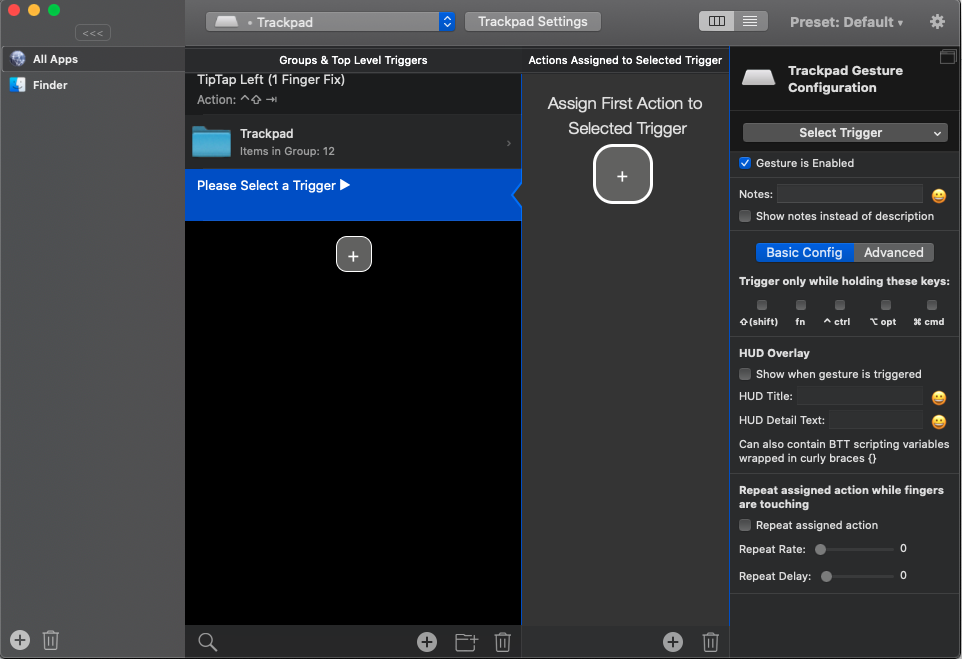 Trackpad
Trackpad Settings
Preset: Default ▾
<<<
All Apps
Finder
Groups & Top Level Triggers
TipTap Left (1 Finger Fix)
Action: ^⇧ ⇥
Trackpad
Items in Group: 12
Please Select a Trigger ▶
+
Actions Assigned to Selected Trigger
Assign First Action to
Selected Trigger
+
Trackpad Gesture
Configuration
Select Trigger
Gesture is Enabled
Notes:
Show notes instead of description
Basic Config
Advanced
Trigger only while holding these keys:
⇧(shift) fn ^ ctrl ⌥ opt ⌘ cmd
HUD Overlay
Show when gesture is triggered
HUD Title:
HUD Detail Text:
Can also contain BTT scripting variables
wrapped in curly braces {}
Repeat assigned action while fingers
are touching
Repeat assigned action
Repeat Rate: 0
Repeat Delay: 0